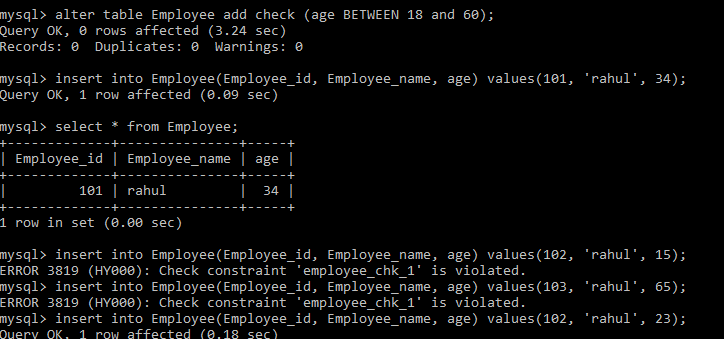 mysql> alter table Employee add check (age BETWEEN 18 and 60);
Query OK, 0 rows affected (3.24 sec)
Records: 0  Duplicates: 0  Warnings: 0
mysql> insert into Employee(Employee_id, Employee_name, age) values(101, 'rahul', 34);
Query OK, 1 row affected (0.09 sec)
mysql> select * from Employee;
+-------------+---------------+-----+
| Employee_id | Employee_name | age |
+-------------+---------------+-----+
|         101 | rahul         |  34 |
+-------------+---------------+-----+
1 row in set (0.00 sec)
mysql> insert into Employee(Employee_id, Employee_name, age) values(102, 'rahul', 15);
ERROR 3819 (HY000): Check constraint 'employee_chk_1' is violated.
mysql> insert into Employee(Employee_id, Employee_name, age) values(103, 'rahul', 65);
ERROR 3819 (HY000): Check constraint 'employee_chk_1' is violated.
mysql> insert into Employee(Employee_id, Employee_name, age) values(102, 'rahul', 23);
Query OK, 1 row affected (0.18 sec)